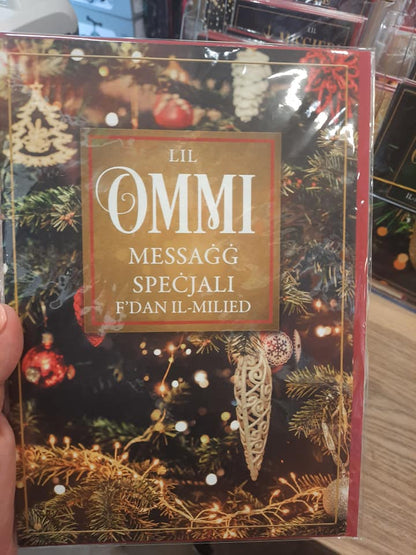 LIL
OMMI
MESSAĠĠ
SPEĊJALI
F'DAN IL-MILIED